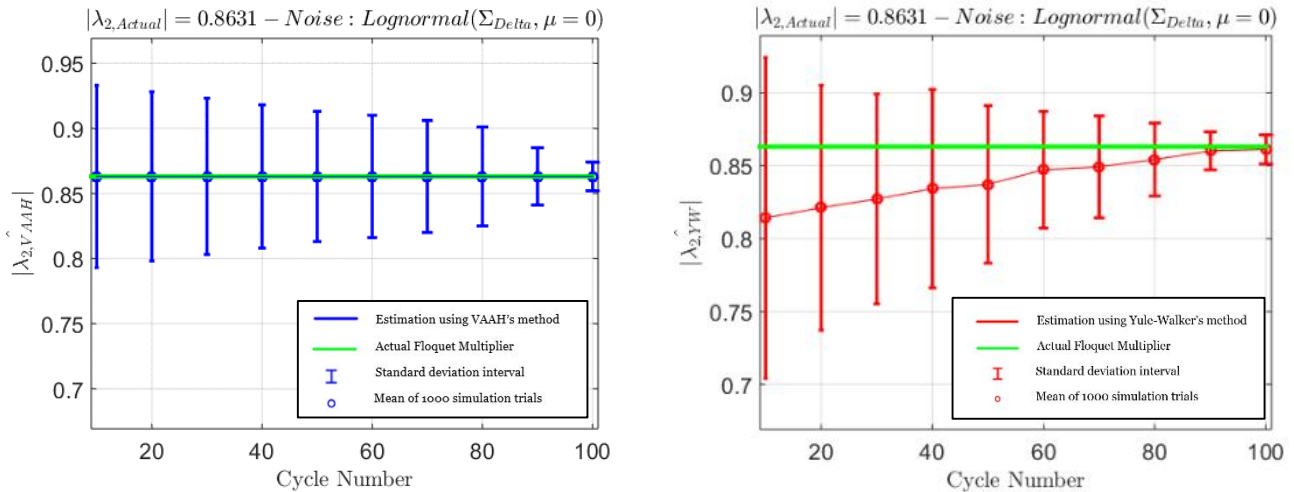 |λ2,Actual| = 0.8631 − Noise : Lognormal(ΣDelta, μ = 0)
0.95
0.9
0.85
0.8
0.75
0.7
|λ̂2,VAAH|
Estimation using VAAH's method
Actual Floquet Multiplier
Standard deviation interval
Mean of 1000 simulation trials
20 40 60 80 100
Cycle Number
|λ2,Actual| = 0.8631 − Noise : Lognormal(ΣDelta, μ = 0)
0.9
0.85
0.8
0.75
0.7
|λ̂2,YW|
Estimation using Yule-Walker's method
Actual Floquet Multiplier
Standard deviation interval
Mean of 1000 simulation trials
20 40 60 80 100
Cycle Number